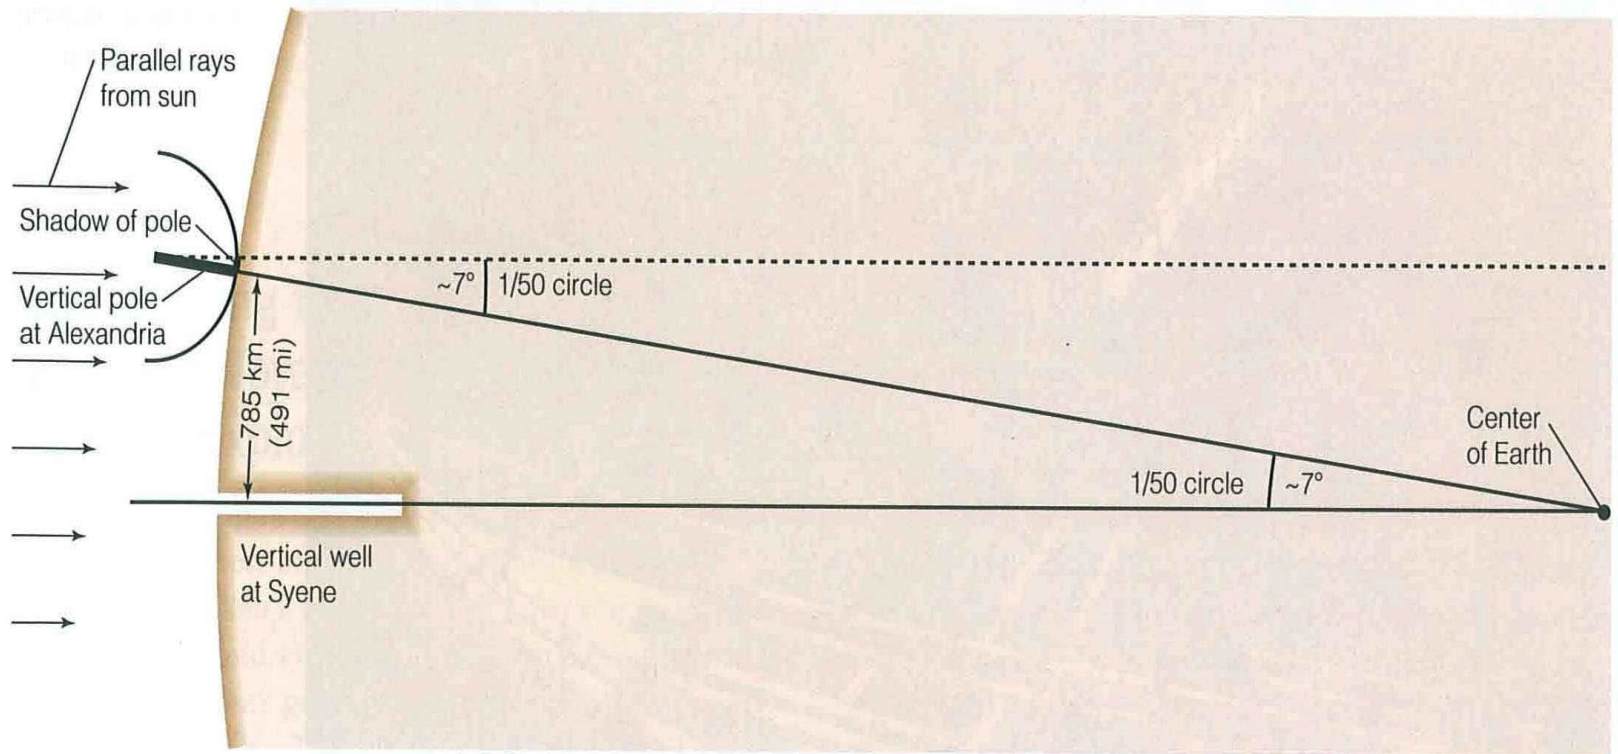 Parallel rays
from sun
Shadow of pole
Vertical pole
at Alexandria
~7° 1/50 circle
785 km
(491 mi)
Center
of Earth
1/50 circle ~7°
Vertical well
at Syene